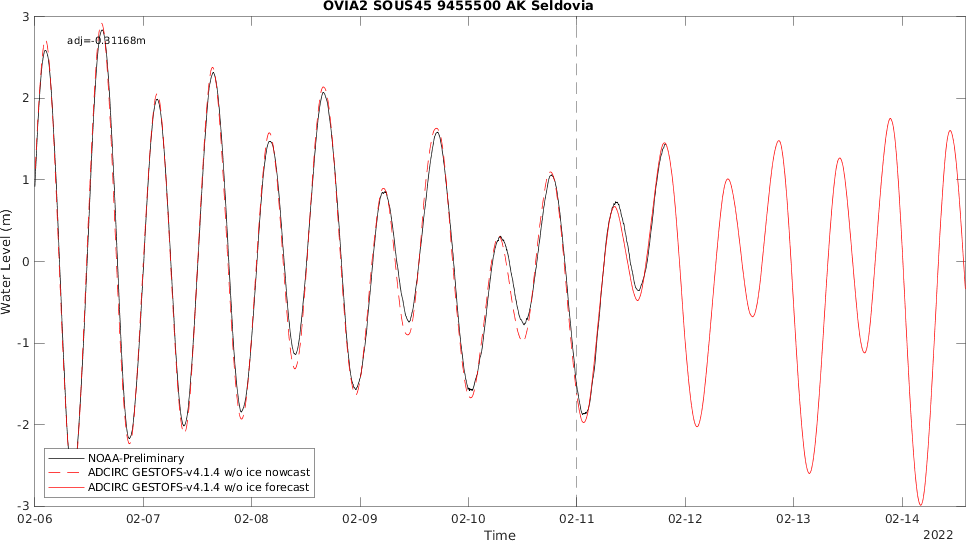 OVIA2 SOUS45 9455500 AK Seldovia
adj=-0.31168m
Water Level (m)
3
2
1
0
-1
-2
-3
NOAA-Preliminary
ADCIRC GESTOFS-v4.1.4 w/o ice nowcast
ADCIRC GESTOFS-v4.1.4 w/o ice forecast
02-06 02-07 02-08 02-09 02-10 02-11 02-12 02-13 02-14
Time
2022